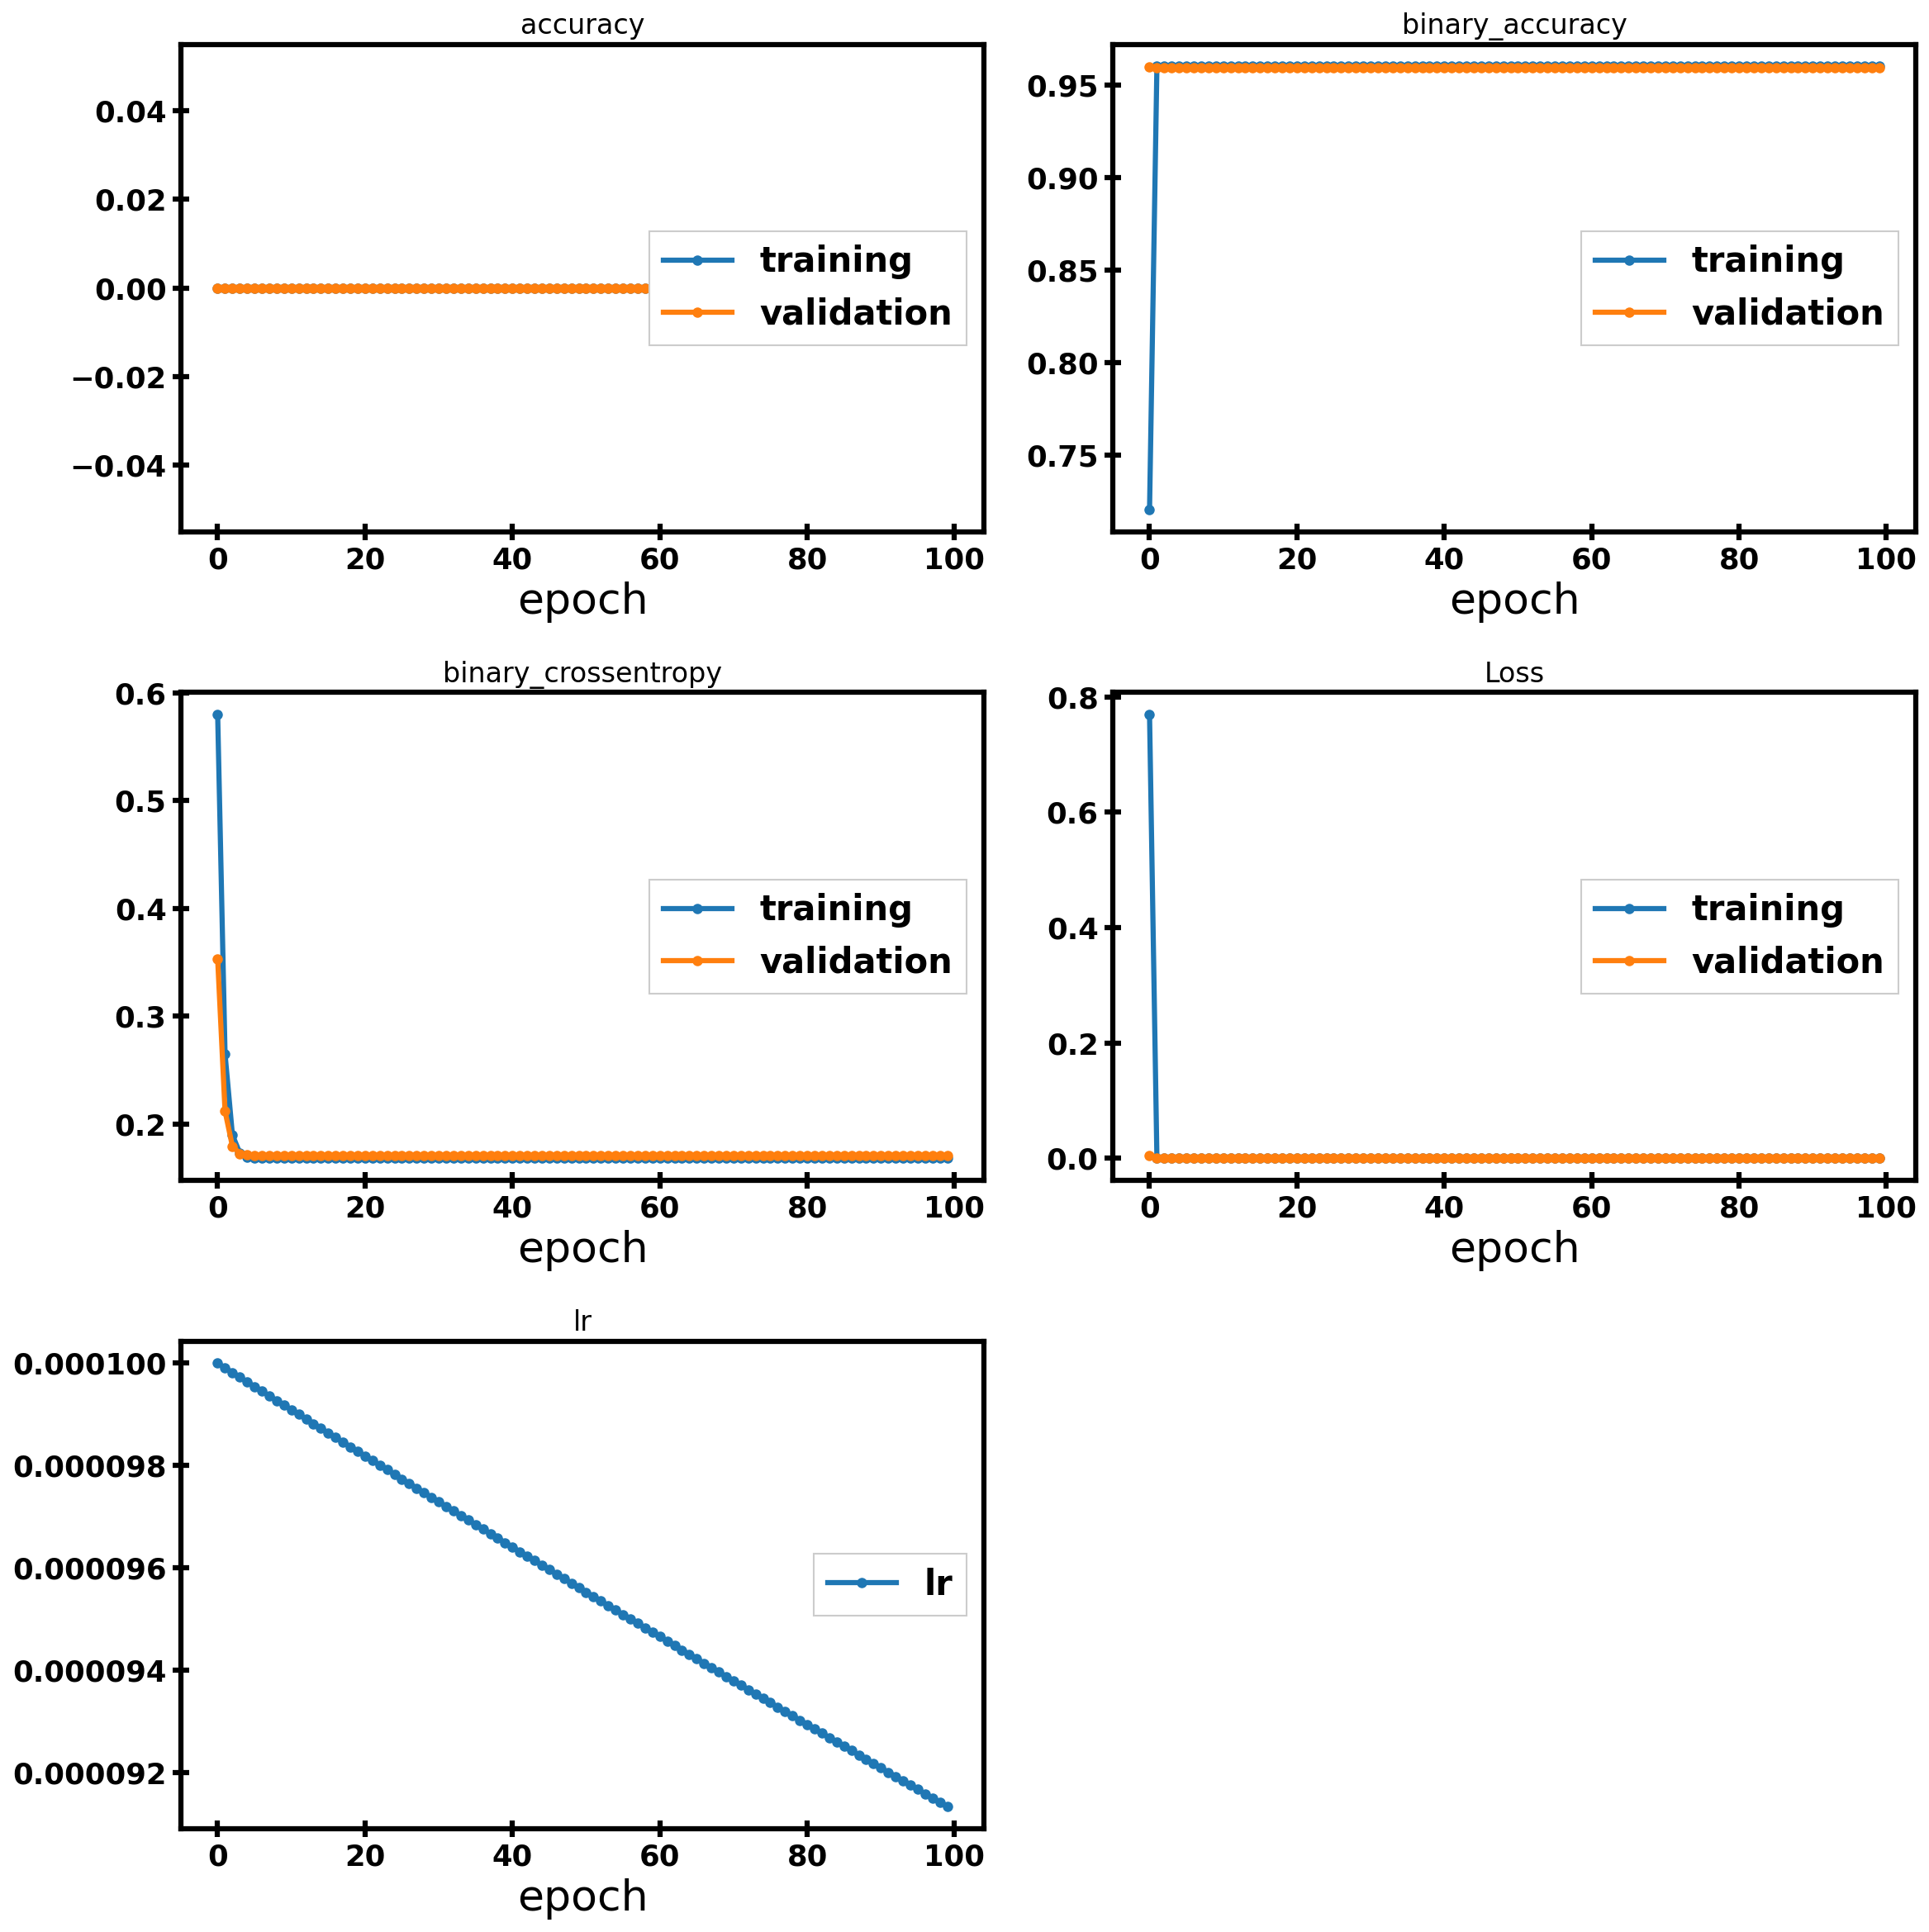 accuracy
0.04
0.02
0.00
−0.02
−0.04
training
validation
0 20 40 60 80 100
epoch
binary_accuracy
0.95
0.90
0.85
0.80
0.75
training
validation
0 20 40 60 80 100
epoch
binary_crossentropy
0.6
0.5
0.4
0.3
0.2
training
validation
0 20 40 60 80 100
epoch
Loss
0.8
0.6
0.4
0.2
0.0
training
validation
0 20 40 60 80 100
epoch
lr
0.000100
0.000098
0.000096
0.000094
0.000092
lr
0 20 40 60 80 100
epoch